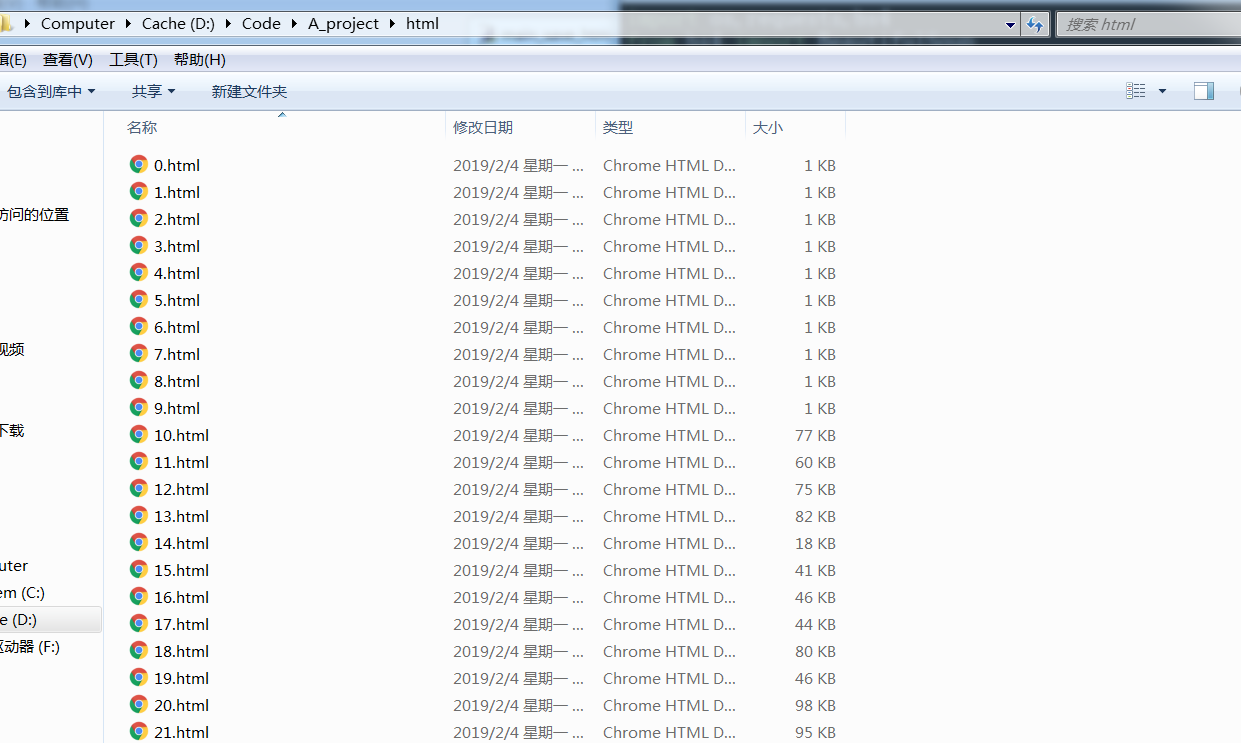 Computer Cache (D:) Code A_project html 搜索 html
辑(E) 查看(V) 工具(T) 帮助(H)
包含到库中 共享 新建文件夹
名称 修改日期 类型 大小
0.html 2019/2/4 星期一 ... Chrome HTML D... 1 KB
1.html 2019/2/4 星期一 ... Chrome HTML D... 1 KB
访问的位置 2.html 2019/2/4 星期一 ... Chrome HTML D... 1 KB
3.html 2019/2/4 星期一 ... Chrome HTML D... 1 KB
4.html 2019/2/4 星期一 ... Chrome HTML D... 1 KB
5.html 2019/2/4 星期一 ... Chrome HTML D... 1 KB
6.html 2019/2/4 星期一 ... Chrome HTML D... 1 KB
视频 7.html 2019/2/4 星期一 ... Chrome HTML D... 1 KB
8.html 2019/2/4 星期一 ... Chrome HTML D... 1 KB
9.html 2019/2/4 星期一 ... Chrome HTML D... 1 KB
下载 10.html 2019/2/4 星期一 ... Chrome HTML D... 77 KB
11.html 2019/2/4 星期一 ... Chrome HTML D... 60 KB
12.html 2019/2/4 星期一 ... Chrome HTML D... 75 KB
13.html 2019/2/4 星期一 ... Chrome HTML D... 82 KB
14.html 2019/2/4 星期一 ... Chrome HTML D... 18 KB
uter 15.html 2019/2/4 星期一 ... Chrome HTML D... 41 KB
em (C:) 16.html 2019/2/4 星期一 ... Chrome HTML D... 46 KB
e (D:) 17.html 2019/2/4 星期一 ... Chrome HTML D... 44 KB
驱动器 (F:) 18.html 2019/2/4 星期一 ... Chrome HTML D... 80 KB
19.html 2019/2/4 星期一 ... Chrome HTML D... 46 KB
20.html 2019/2/4 星期一 ... Chrome HTML D... 98 KB
21.html 2019/2/4 星期一 ... Chrome HTML D... 95 KB